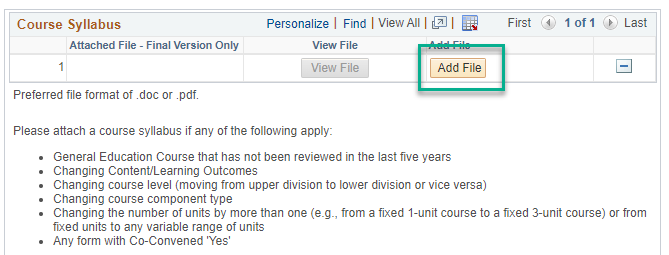 Course Syllabus Personalize | Find | View All | First 1 of 1 Last
Attached File - Final Version Only View File Add File
1 View File Add File
Preferred file format of .doc or .pdf.
Please attach a course syllabus if any of the following apply:
• General Education Course that has not been reviewed in the last five years
• Changing Content/Learning Outcomes
• Changing course level (moving from upper division to lower division or vice versa)
• Changing course component type
• Changing the number of units by more than one (e.g., from a fixed 1-unit course to a fixed 3-unit course) or from
fixed units to any variable range of units
• Any form with Co-Convened 'Yes'